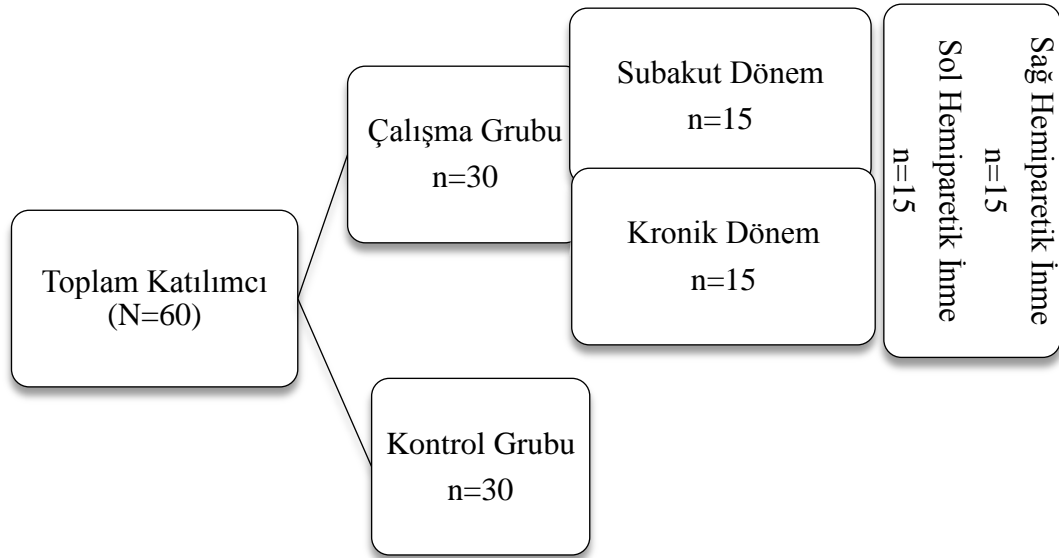 Toplam Katılımcı
(N=60)
Çalışma Grubu
n=30
Kontrol Grubu
n=30
Subakut Dönem
n=15
Kronik Dönem
n=15
Sağ Hemiparetik İnme
n=15
Sol Hemiparetik İnme
n=15